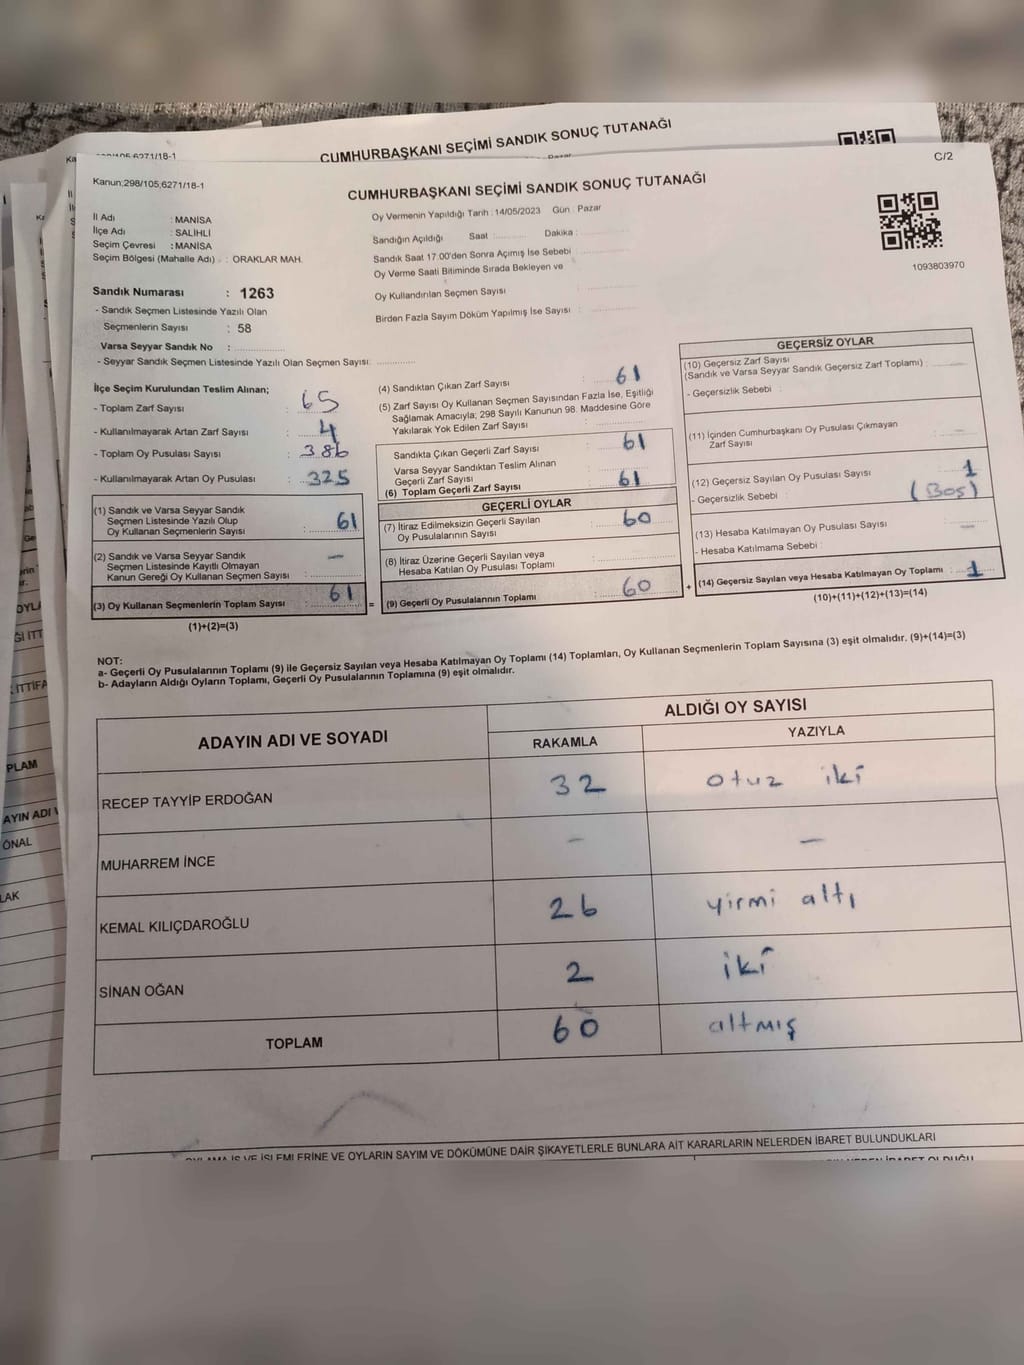 CUMHURBAŞKANI SEÇİMİ SANDIK SONUÇ TUTANAĞI
C/2
Kanun:298/105,6271/18-1
CUMHURBAŞKANI SEÇİMİ SANDIK SONUÇ TUTANAĞI
İl Adı : MANİSA
İlçe Adı : SALİHLİ
Seçim Çevresi : MANİSA
Seçim Bölgesi (Mahalle Adı) : ORAKLAR MAH.
Oy Vermenin Yapıldığı Tarih : 14/05/2023 Gün : Pazar
Sandığın Açıldığı Saat : Dakika :
Sandık Saat 17.00'den Sonra Açımış İse Sebebi
Oy Verme Saati Bitiminde Sırada Bekleyen ve
Oy Kullandırılan Seçmen Sayısı :
Birden Fazla Sayım Döküm Yapılmış İse Sayısı :
1093803970
Sandık Numarası : 1263
- Sandık Seçmen Listesinde Yazılı Olan
Seçmenlerin Sayısı : 58
Varsa Seyyar Sandık No :
- Seyyar Sandık Seçmen Listesinde Yazılı Olan Seçmen Sayısı:
İlçe Seçim Kurulundan Teslim Alınan;
- Toplam Zarf Sayısı : 65
- Kullanılmayarak Artan Zarf Sayısı : 4
- Toplam Oy Pusulası Sayısı : 386
- Kullanılmayarak Artan Oy Pusulası : 325
(1) Sandık ve Varsa Seyyar Sandık
Seçmen Listesinde Yazılı Olup
Oy Kullanan Seçmenlerin Sayısı : 61
(2) Sandık ve Varsa Seyyar Sandık
Seçmen Listesinde Kayıtlı Olmayan
Kanun Gereği Oy Kullanan Seçmen Sayısı : -
(3) Oy Kullanan Seçmenlerin Toplam Sayısı : 61 =
(1)+(2)=(3)
(4) Sandıktan Çıkan Zarf Sayısı : 61
(5) Zarf Sayısı Oy Kullanan Seçmen Sayısından Fazla İse, Eşitliği
Sağlamak Amacıyla; 298 Sayılı Kanunun 98. Maddesine Göre
Yakılarak Yok Edilen Zarf Sayısı :
Sandıkta Çıkan Geçerli Zarf Sayısı : 61
Varsa Seyyar Sandıktan Teslim Alınan
Geçerli Zarf Sayısı :
(6) Toplam Geçerli Zarf Sayısı : 61
GEÇERLİ OYLAR
(7) İtiraz Edilmeksizin Geçerli Sayılan
Oy Pusulalarının Sayısı : 60
(8) İtiraz Üzerine Geçerli Sayılan veya
Hesaba Katılan Oy Pusulası Toplamı :
(9) Geçerli Oy Pusulalarının Toplamı : 60 +
GEÇERSİZ OYLAR
(10) Geçersiz Zarf Sayısı
(Sandık ve Varsa Seyyar Sandık Geçersiz Zarf Toplamı) :
- Geçersizlik Sebebi :
(11) İçinden Cumhurbaşkanı Oy Pusulası Çıkmayan
Zarf Sayısı :
(12) Geçersiz Sayılan Oy Pusulası Sayısı : 1
- Geçersizlik Sebebi : (Boş)
(13) Hesaba Katılmayan Oy Pusulası Sayısı : -
- Hesaba Katılmama Sebebi :
(14) Geçersiz Sayılan veya Hesaba Katılmayan Oy Toplamı : 1
(10)+(11)+(12)+(13)=(14)
NOT:
a- Geçerli Oy Pusulalarının Toplamı (9) ile Geçersiz Sayılan veya Hesaba Katılmayan Oy Toplamı (14) Toplamları, Oy Kullanan Seçmenlerin Toplam Sayısına (3) eşit olmalıdır. (9)+(14)=(3)
b- Adayların Aldığı Oyların Toplamı, Geçerli Oy Pusulalarının Toplamına (9) eşit olmalıdır.
ADAYIN ADI VE SOYADI
ALDIĞI OY SAYISI
RAKAMLA YAZIYLA
RECEP TAYYİP ERDOĞAN 32 otuz iki
MUHARREM İNCE - -
KEMAL KILIÇDAROĞLU 26 yirmi altı
SİNAN OĞAN 2 iki
TOPLAM 60 altmış
OYLAMA İŞ VE İŞLEMLERİNE VE OYLARIN SAYIM VE DÖKÜMÜNE DAİR ŞİKAYETLERLE BUNLARA AİT KARARLARIN NELERDEN İBARET BULUNDUKLARI